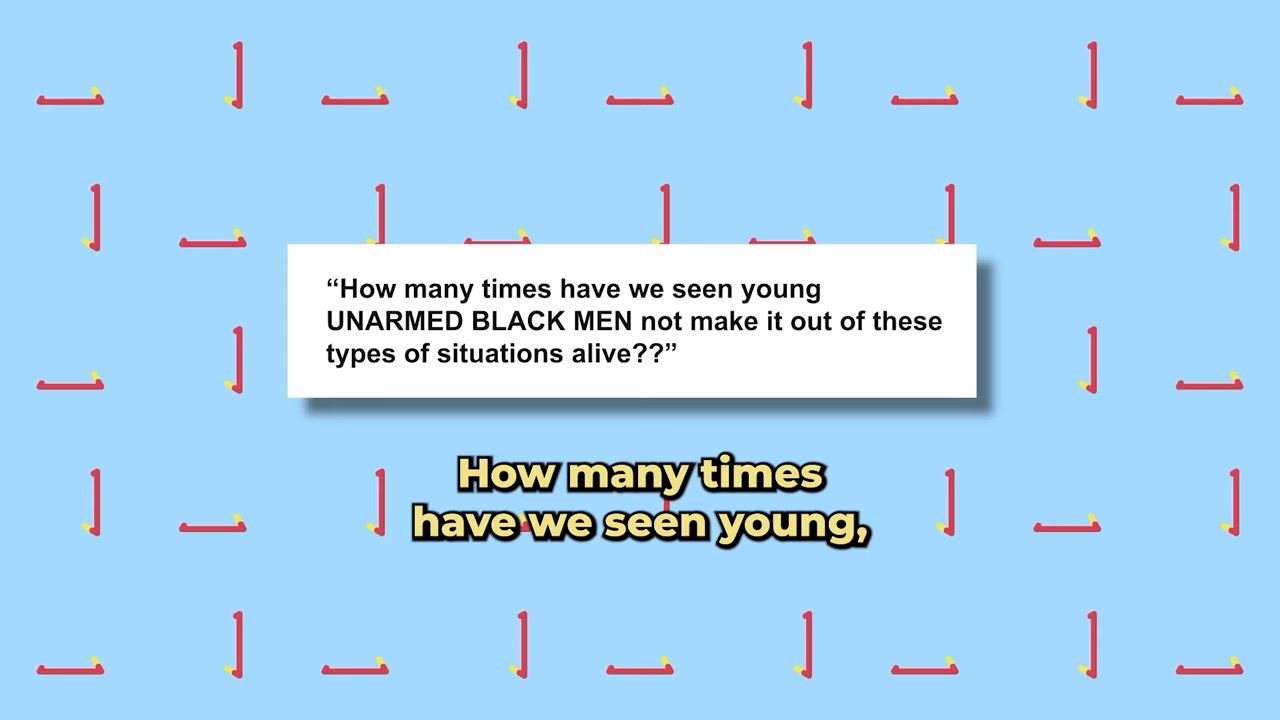 “How many times have we seen young
UNARMED BLACK MEN not make it out of these
types of situations alive??”
How many times
have we seen young,